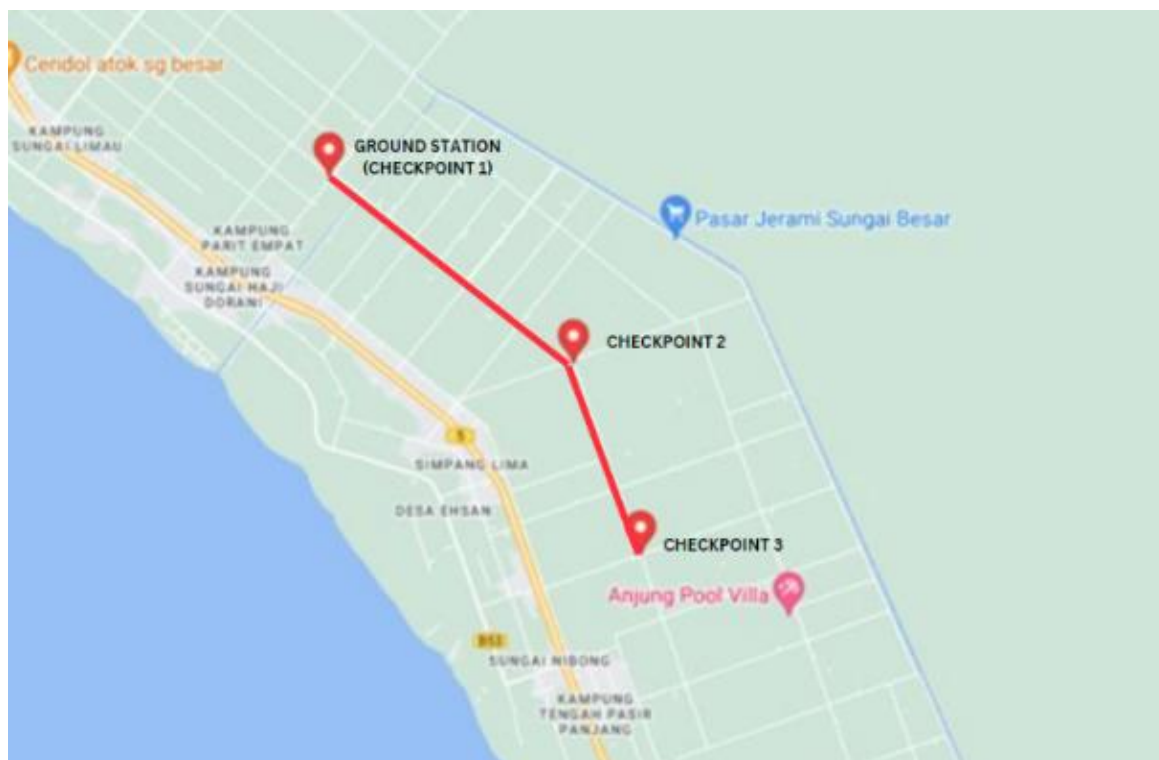 Cendol atok sg besar
KAMPUNG
SUNGAI LIMAU
GROUND STATION
(CHECKPOINT 1)
Pasar Jerami Sungai Besar
KAMPUNG
PARIT EMPAT
KAMPUNG
SUNGAI HAJI
DORANI
CHECKPOINT 2
5
SIMPANG LIMA
DESA EHSAN
CHECKPOINT 3
Anjung Pool Villa
B53
SUNGAI NIBONG
KAMPUNG
TENGAH PASIR
PANJANG